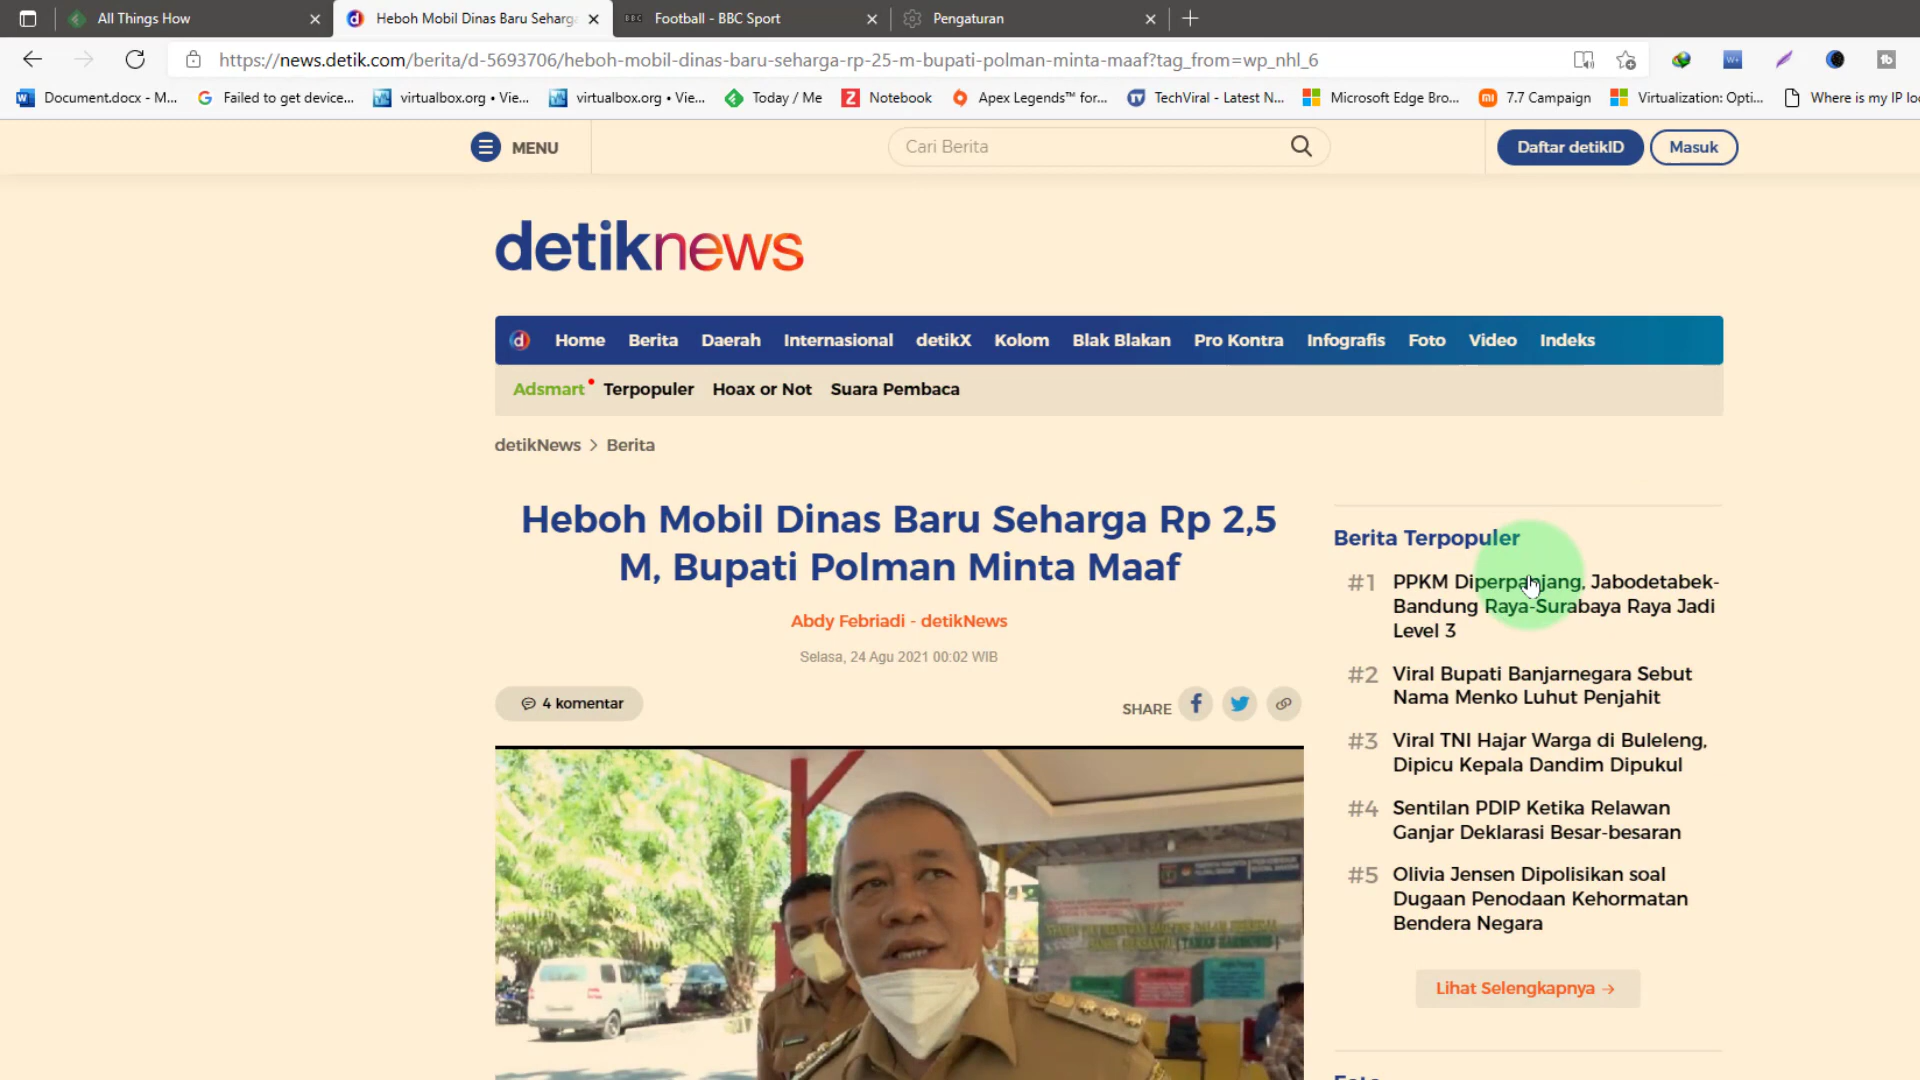 All Things How
Heboh Mobil Dinas Baru Seharga
BBC
Football - BBC Sport
Pengaturan
https://news.detik.com/berita/d-5693706/heboh-mobil-dinas-baru-seharga-rp-25-m-bupati-polman-minta-maaf?tag_from=wp_nhl_6
Document.docx - M...
Failed to get device...
virtualbox.org • Vie...
virtualbox.org • Vie...
Today / Me
Notebook
Apex Legends™ for...
TechViral - Latest N...
Microsoft Edge Bro...
7.7 Campaign
Virtualization: Opti...
Where is my IP lo
MENU
Cari Berita
Daftar detikID
Masuk
detiknews
Home Berita Daerah Internasional detikX Kolom Blak Blakan Pro Kontra Infografis Foto Video Indeks
Adsmart Terpopuler Hoax or Not Suara Pembaca
detikNews > Berita
Heboh Mobil Dinas Baru Seharga Rp 2,5
M, Bupati Polman Minta Maaf
Abdy Febriadi - detikNews
Selasa, 24 Agu 2021 00:02 WIB
4 komentar
SHARE
Berita Terpopuler
#1 PPKM Diperpanjang, Jabodetabek-
Bandung Raya-Surabaya Raya Jadi
Level 3
#2 Viral Bupati Banjarnegara Sebut
Nama Menko Luhut Penjahit
#3 Viral TNI Hajar Warga di Buleleng,
Dipicu Kepala Dandim Dipukul
#4 Sentilan PDIP Ketika Relawan
Ganjar Deklarasi Besar-besaran
#5 Olivia Jensen Dipolisikan soal
Dugaan Penodaan Kehormatan
Bendera Negara
Lihat Selengkapnya →